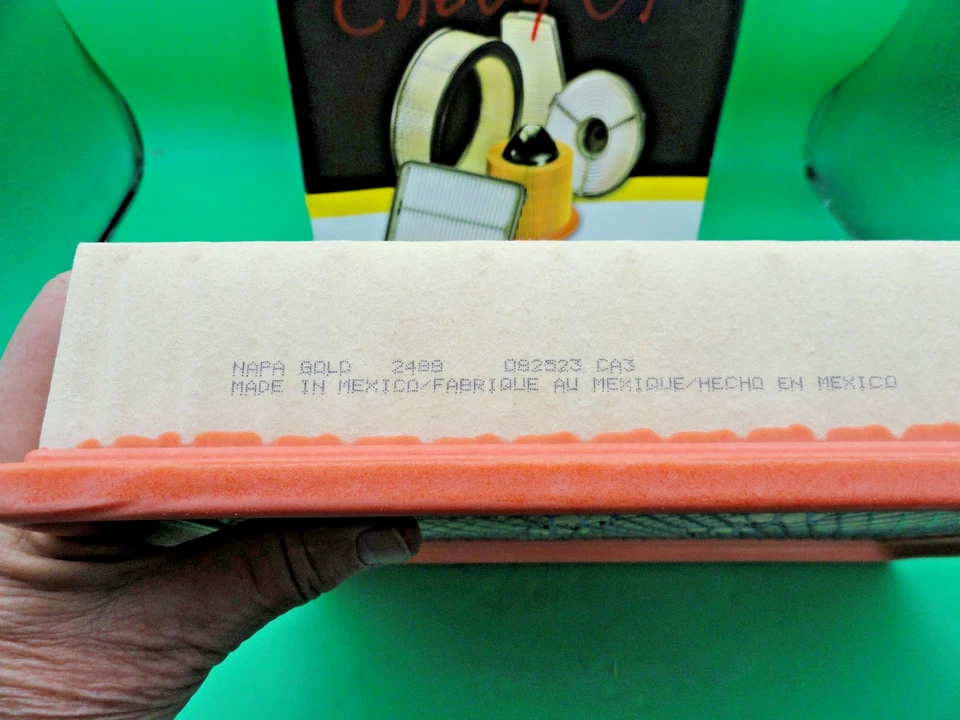 NAPA GOLD 2488 082523 CA3
MADE IN MEXICO/FABRIQUE AU MEXIQUE/HECHO EN MEXICO